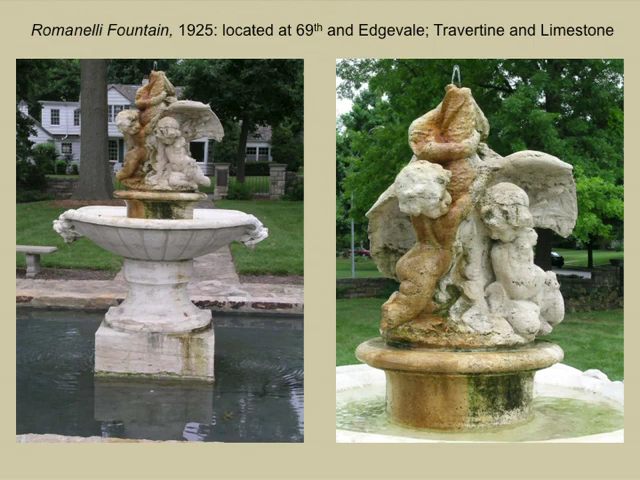 Romanelli Fountain, 1925: located at 69th and Edgevale; Travertine and Limestone